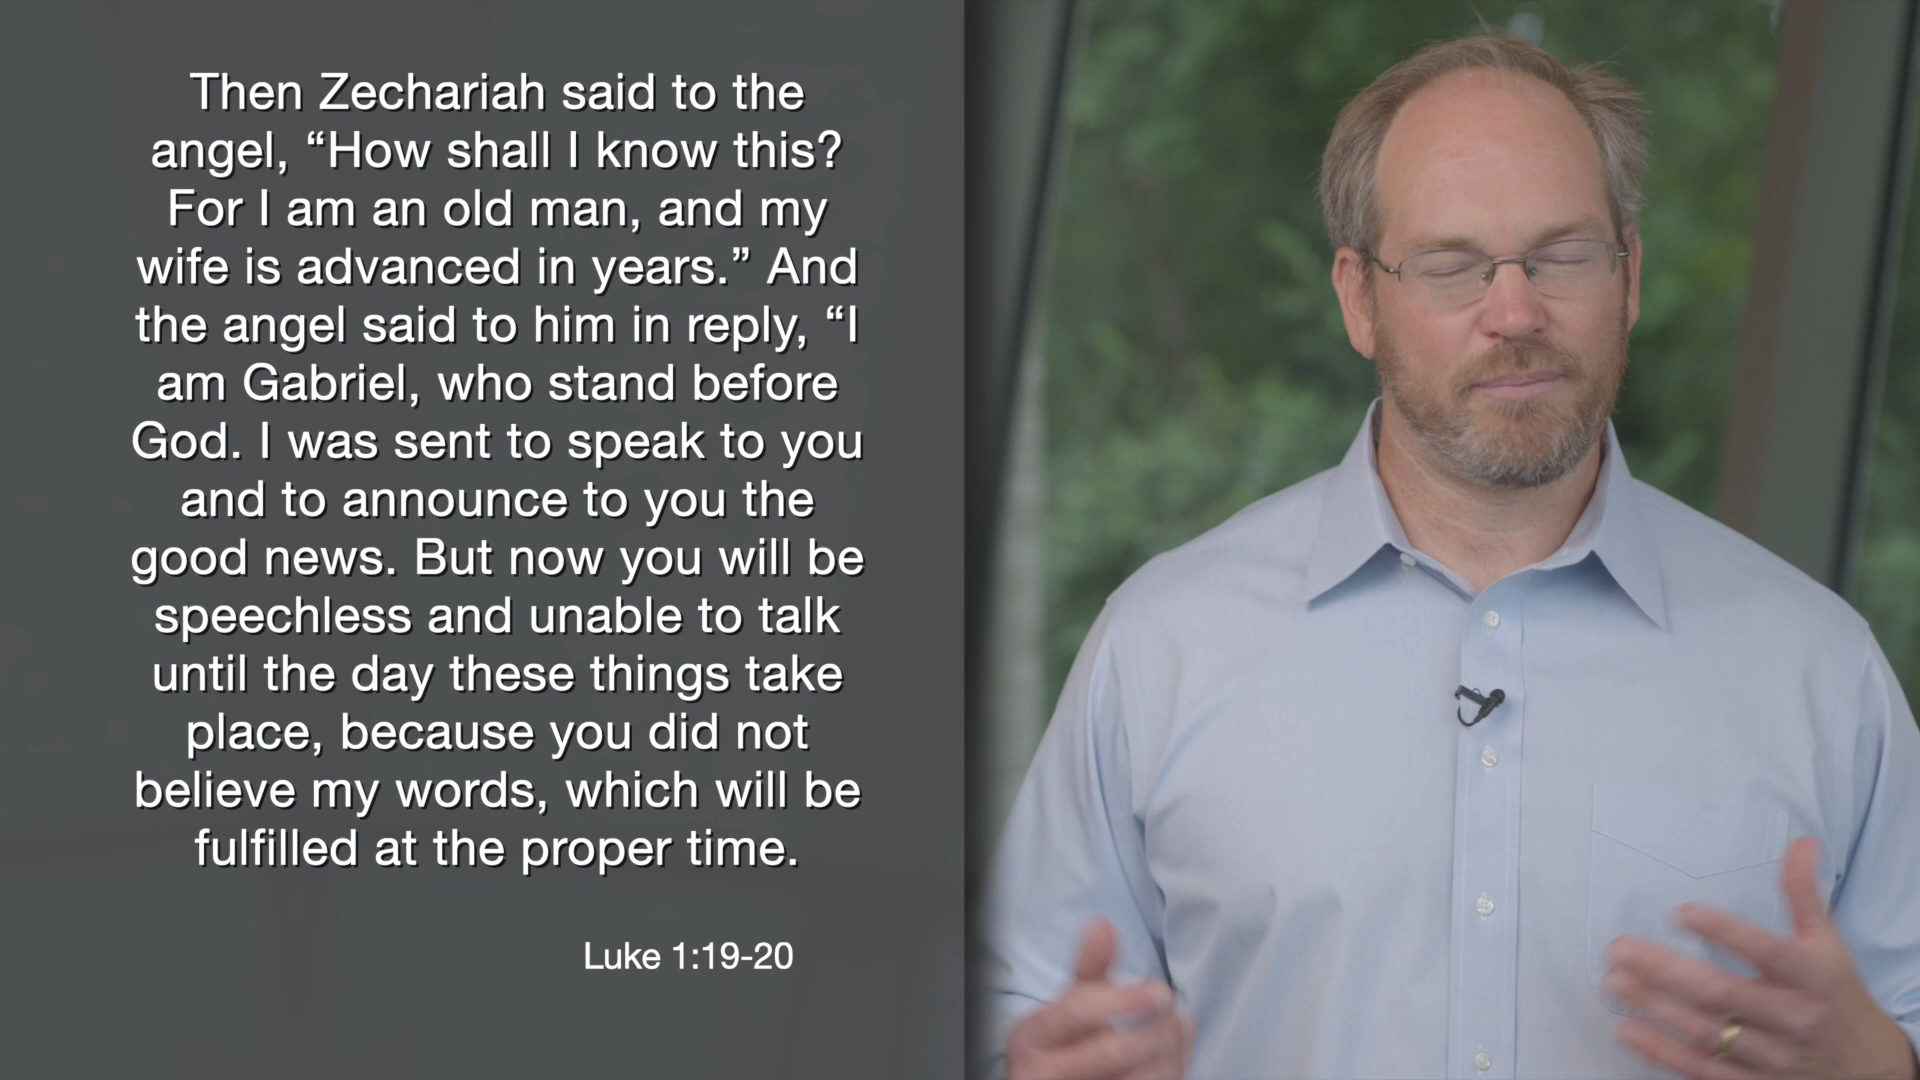 Then Zechariah said to the
angel, “How shall I know this?
For I am an old man, and my
wife is advanced in years.” And
the angel said to him in reply, “I
am Gabriel, who stand before
God. I was sent to speak to you
and to announce to you the
good news. But now you will be
speechless and unable to talk
until the day these things take
place, because you did not
believe my words, which will be
fulfilled at the proper time.
Luke 1:19-20